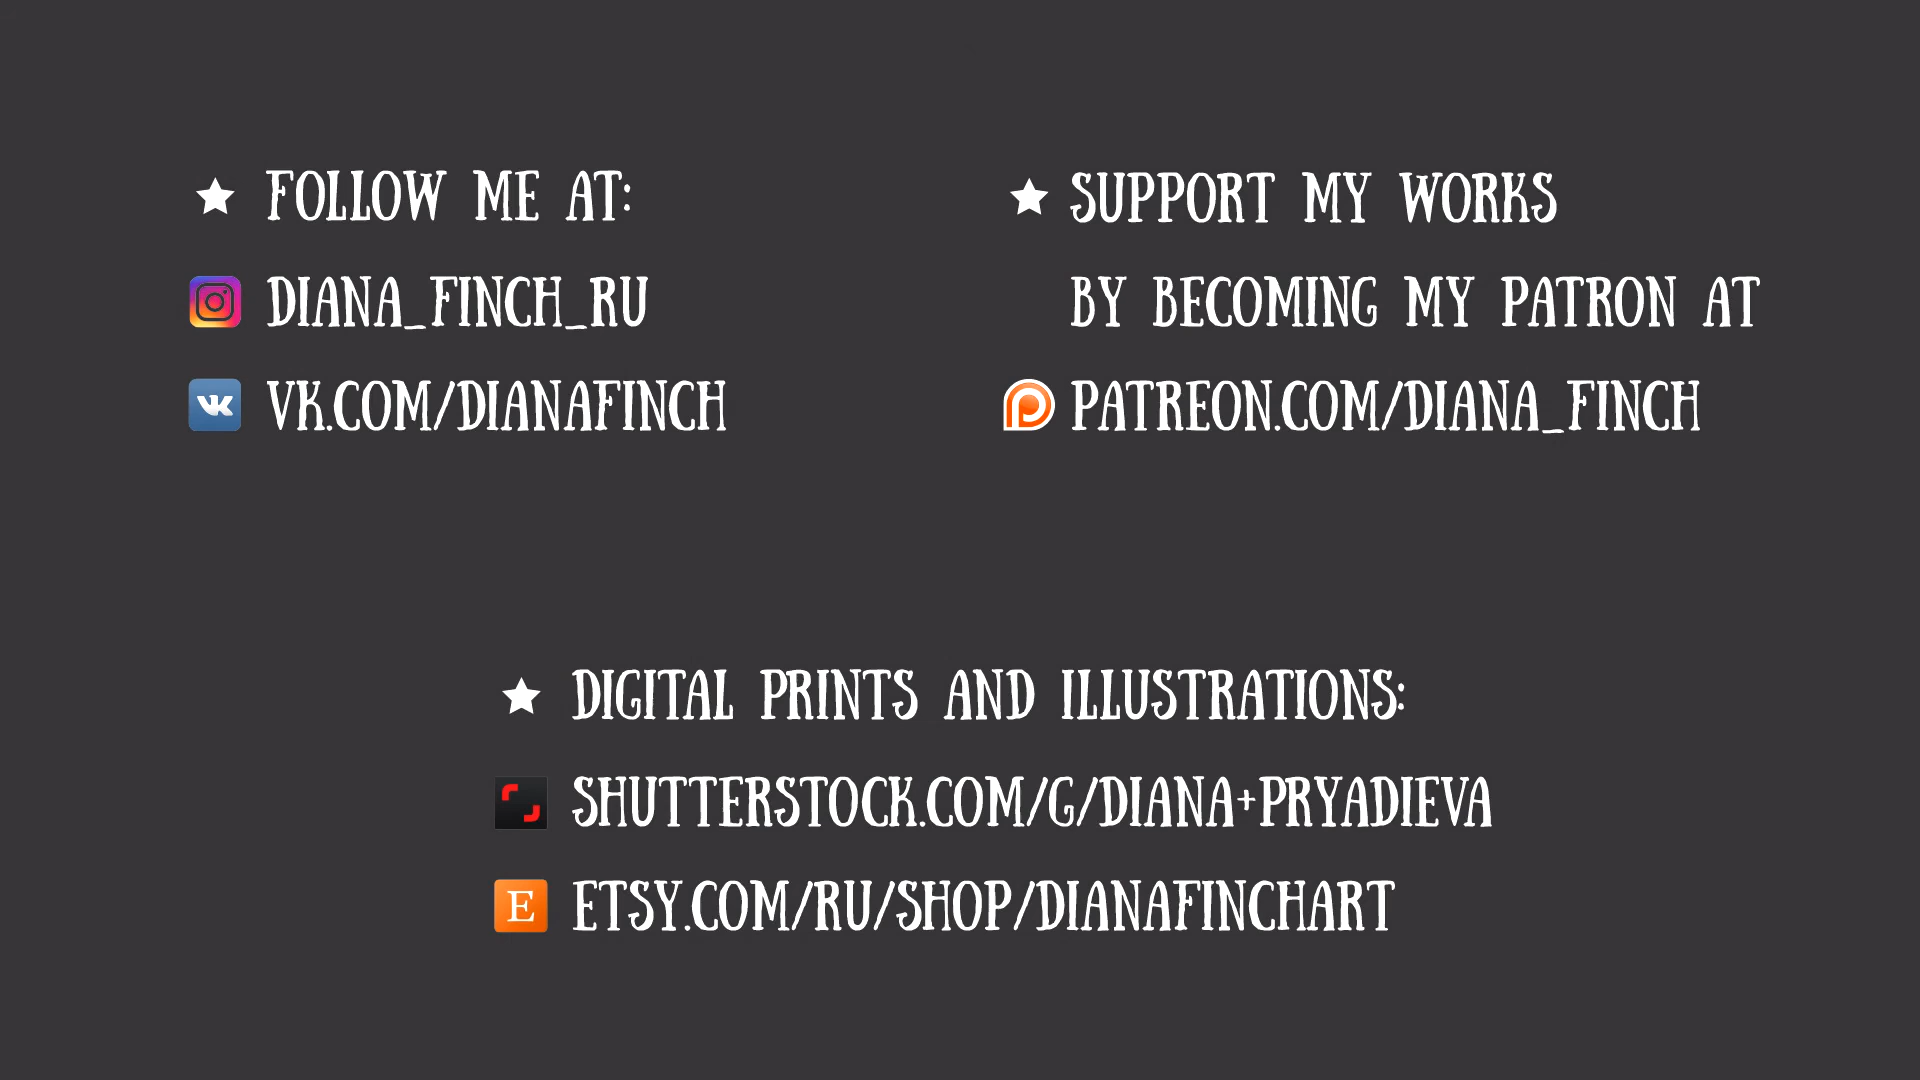 FOLLOW ME AT:
DIANA_FINCH_RU
VK.COM/DIANAFINCH
SUPPORT MY WORKS
BY BECOMING MY PATRON AT
PATREON.COM/DIANA_FINCH
DIGITAL PRINTS AND ILLUSTRATIONS:
SHUTTERSTOCK.COM/G/DIANA+PRYADIEVA
E ETSY.COM/RU/SHOP/DIANAFINCHART